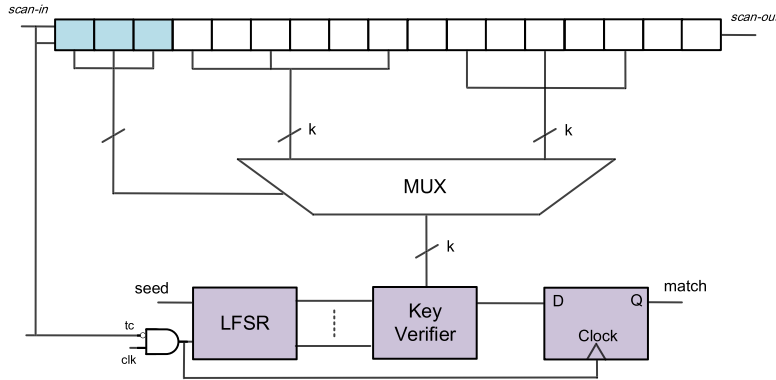 scan-in
scan-out
k
k
MUX
k
seed
LFSR
Key
Verifier
D
Q
match
Clock
tc
clk